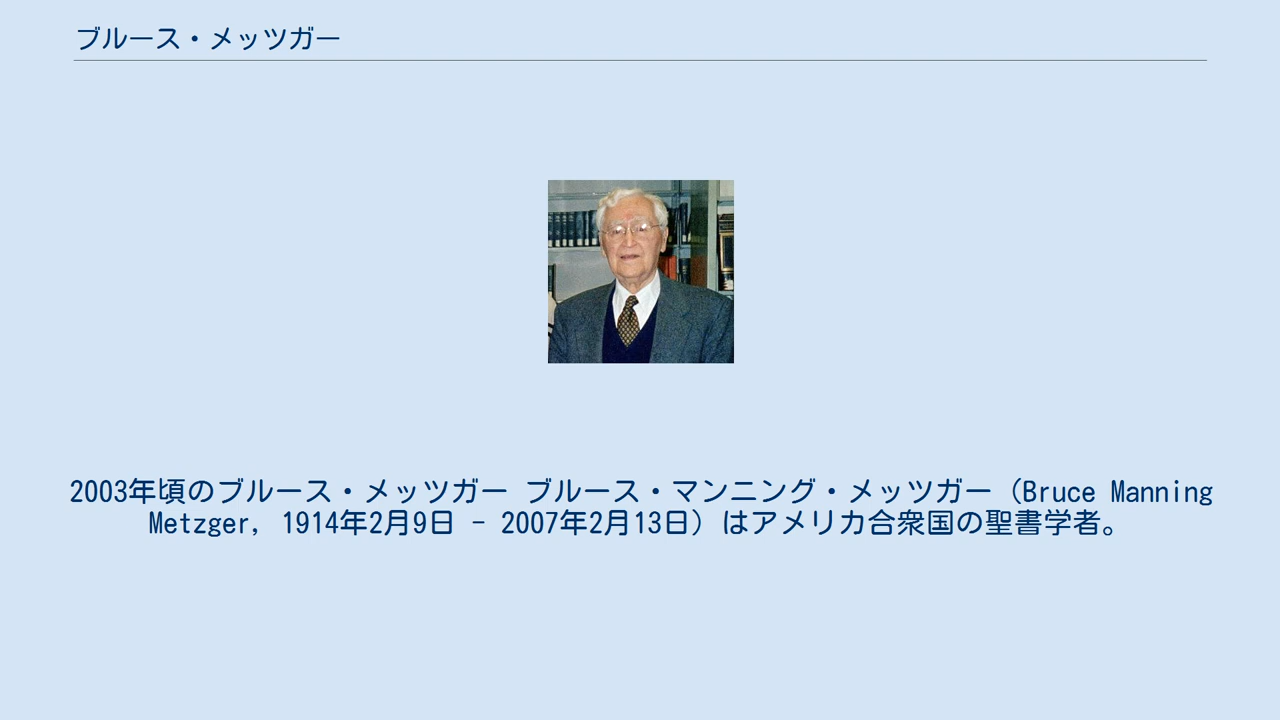 ブルース・メッツガー
2003年頃のブルース・メッツガー ブルース・マンニング・メッツガー（Bruce Manning
Metzger, 1914年2月9日 - 2007年2月13日）はアメリカ合衆国の聖書学者。